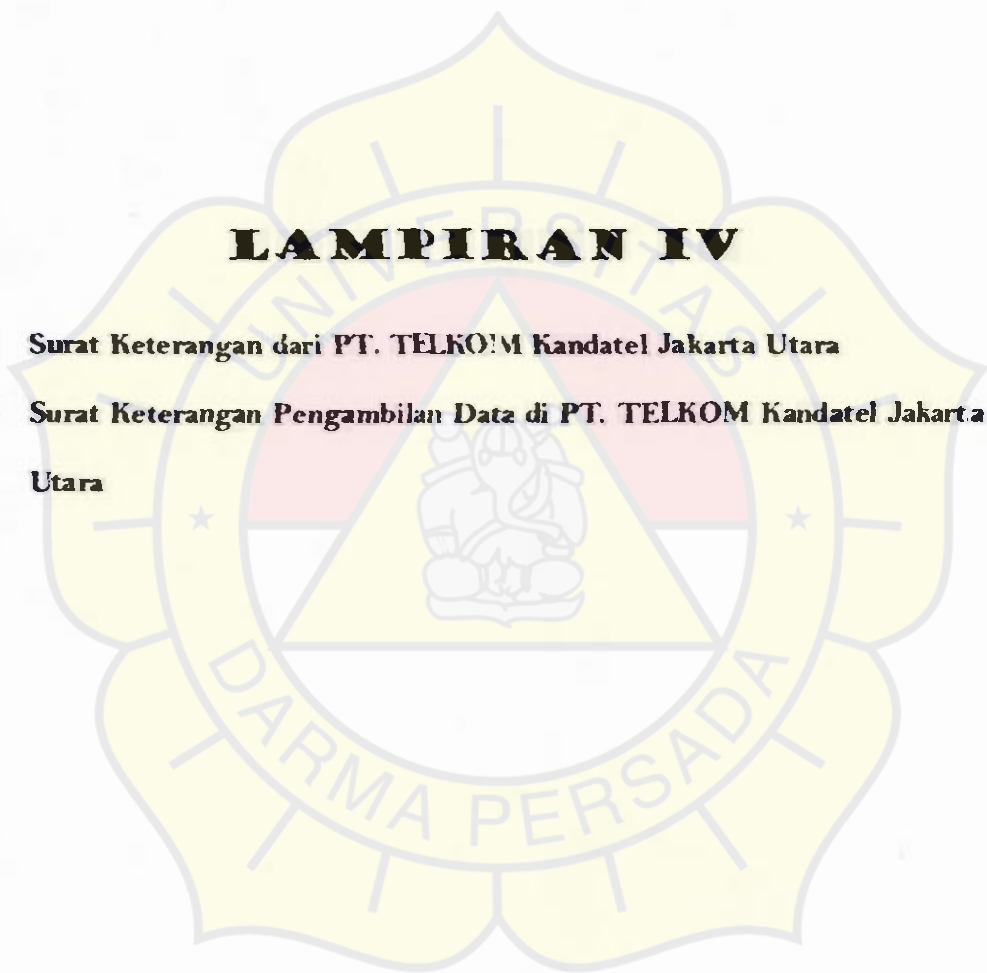 LAMPIRAN IV
Surat Keterangan dari PT. TELKOM Kandatel Jakarta Utara
Surat Keterangan Pengambilan Data di PT. TELKOM Kandatel Jakarta
Utara
UNIVERSITAS
DARMA PERSADA